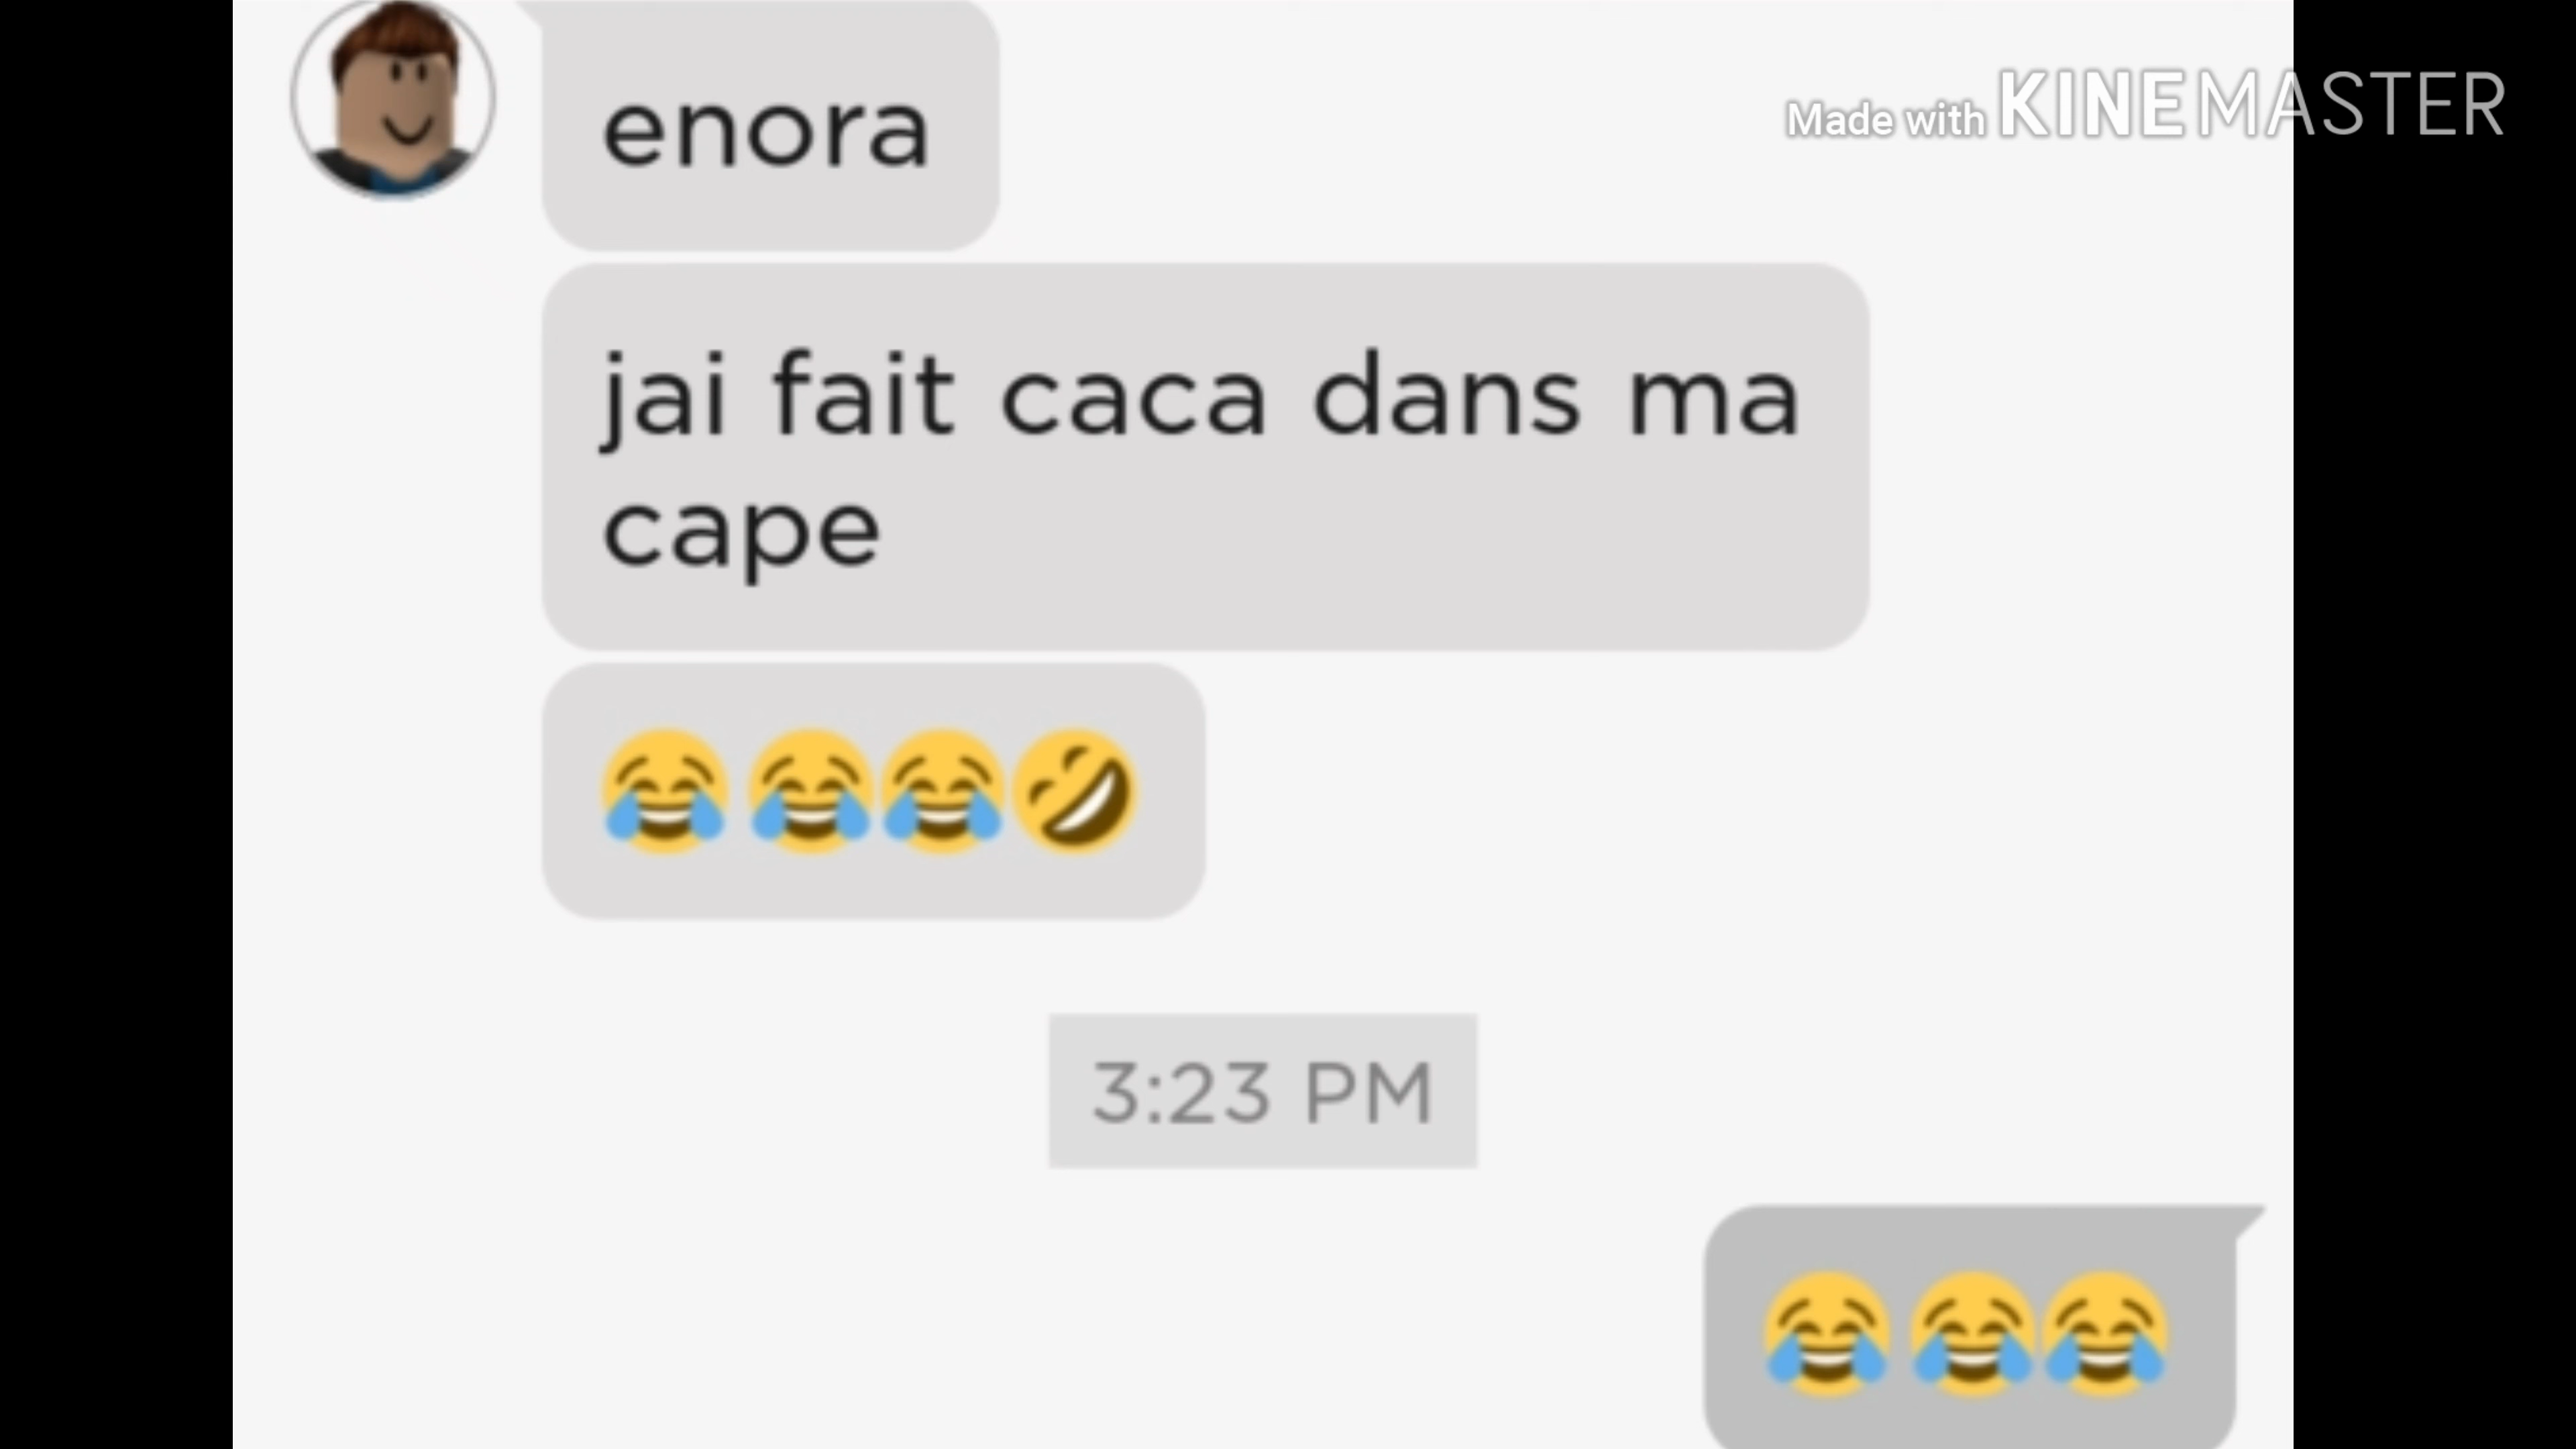 enora
Made with KINEMASTER
jai fait caca dans ma
cape
😂 😂😂🤣
3:23 PM
😂 😂😂